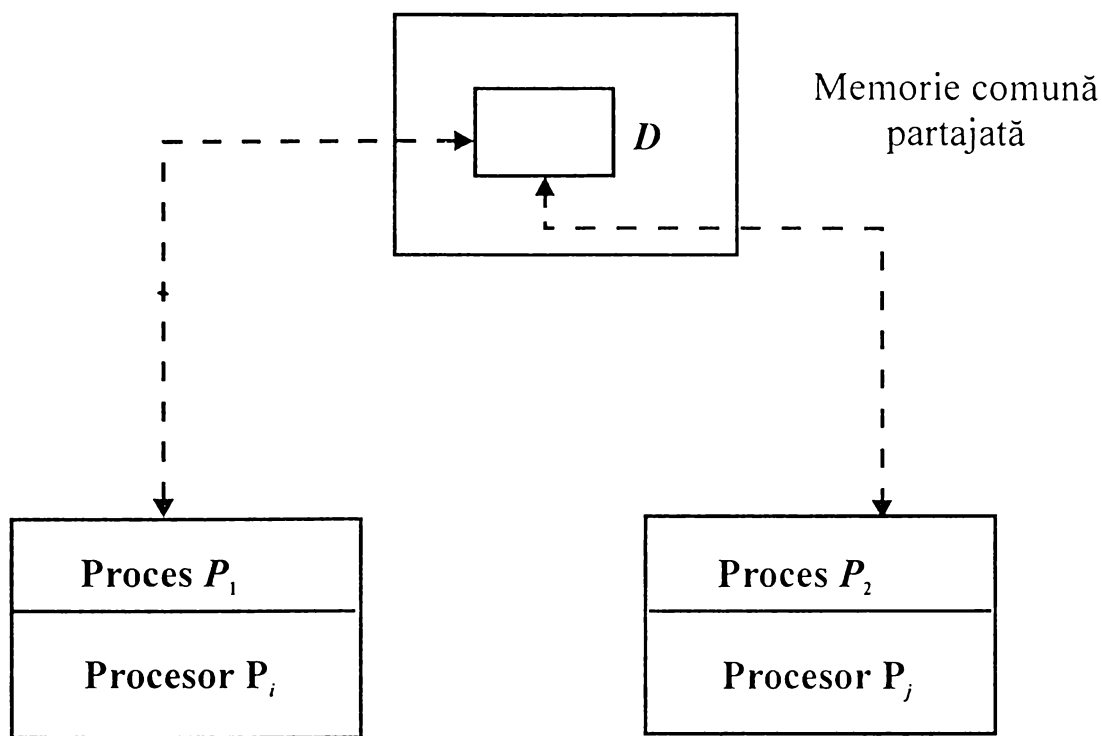 Memorie comună
partajată
D
Proces P₁
Proces P₂
Procesor Pᵢ
Procesor Pⱼ